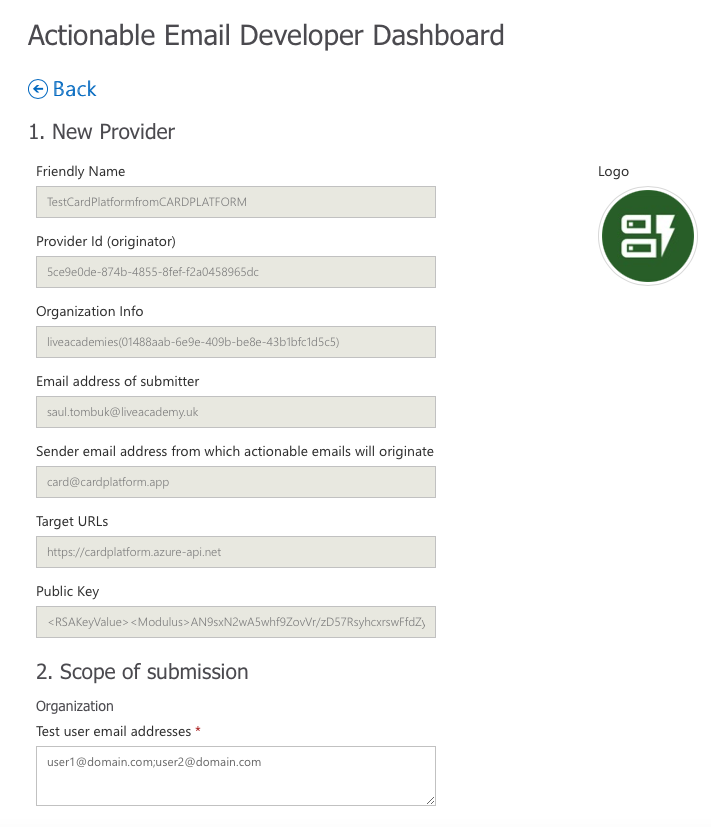 Actionable Email Developer Dashboard
Back
1. New Provider
Friendly Name
Logo
TestCardPlatformfromCARDPLATFORM
Provider Id (originator)
5ce9e0de-874b-4855-8fef-f2a0458965dc
Organization Info
liveacademies(01488aab-6e9e-409b-be8e-43b1bfc1d5c5)
Email address of submitter
saul.tombuk@liveacademy.uk
Sender email address from which actionable emails will originate
card@cardplatform.app
Target URLs
https://cardplatform.azure-api.net
Public Key
<RSAKeyValue><Modulus>AN9sxN2wA5whf9ZovVr/zD57RsyhcxrswFfdZy
2. Scope of submission
Organization
Test user email addresses *
user1@domain.com;user2@domain.com